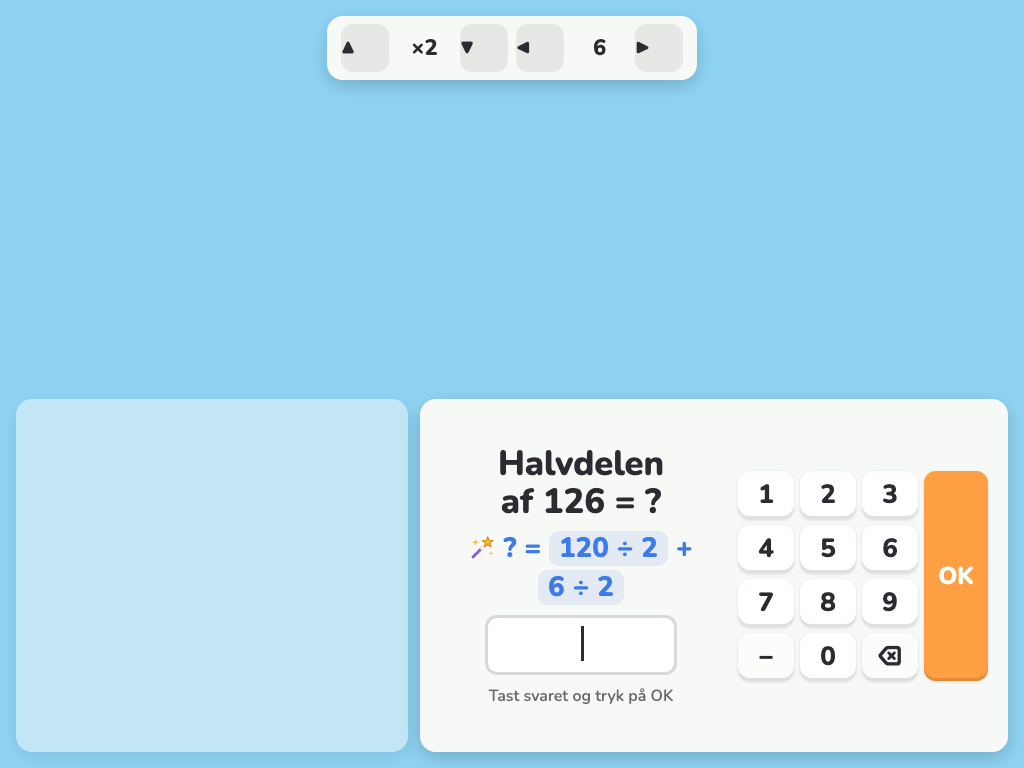 ▲ ×2 ▼ ◀ 6 ▶
Halvdelen
af 126 = ?
? = 120 ÷ 2 +
6 ÷ 2
Tast svaret og tryk på OK
1 2 3
4 5 6
7 8 9
– 0
OK